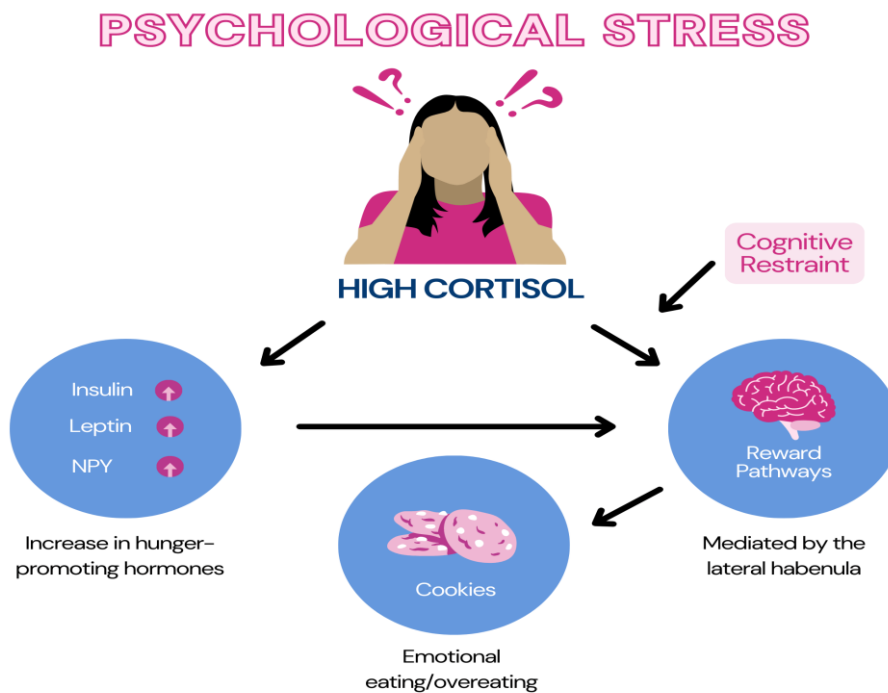 PSYCHOLOGICAL STRESS
HIGH CORTISOL
Cognitive
Restraint
Insulin
Leptin
NPY
Increase in hunger-
promoting hormones
Reward
Pathways
Mediated by the
lateral habenula
Cookies
Emotional
eating/overeating